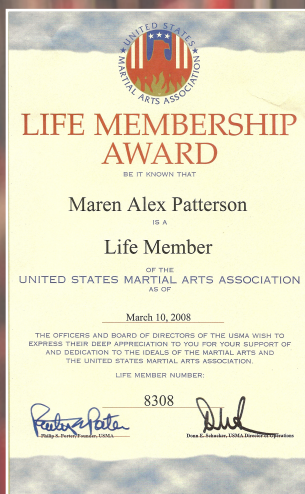 UNITED STATES
MARTIAL ARTS ASSOCIATION
LIFE MEMBERSHIP
AWARD
BE IT KNOWN THAT
Maren Alex Patterson
IS A
Life Member
OF THE
UNITED STATES MARTIAL ARTS ASSOCIATION
AS OF
March 10, 2008
THE OFFICERS AND BOARD OF DIRECTORS OF THE USMA WISH TO
EXPRESS THEIR DEEP APPRECIATION TO YOU FOR YOUR SUPPORT OF
AND DEDICATION TO THE IDEALS OF THE MARTIAL ARTS AND
THE UNITED STATES MARTIAL ARTS ASSOCIATION.
LIFE MEMBER NUMBER:
8308
Philip S. Porter, Founder, USMA
USMA Director of Operations